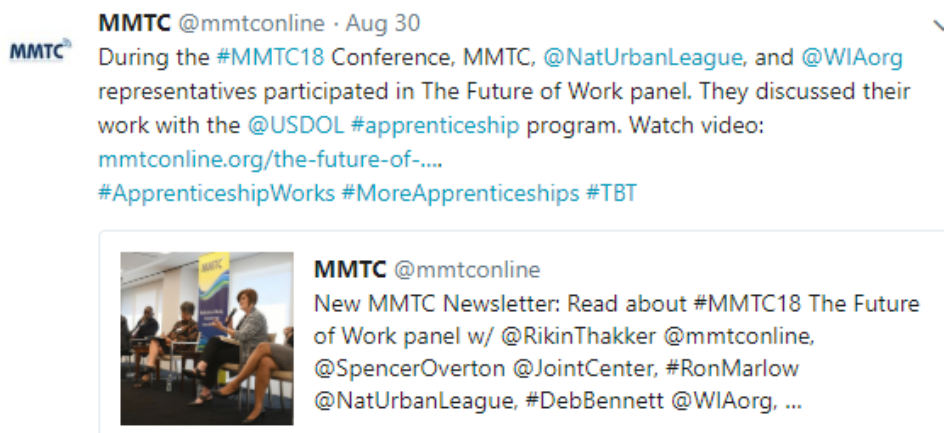 MMTC @mmtconline · Aug 30
MMTC
During the #MMTC18 Conference, MMTC, @NatUrbanLeague, and @WIAorg
representatives participated in The Future of Work panel. They discussed their
work with the @USDOL #apprenticeship program. Watch video:
mmtconline.org/the-future-of-….
#ApprenticeshipWorks #MoreApprenticeships #TBT
MMTC
MMTC @mmtconline
New MMTC Newsletter: Read about #MMTC18 The Future
of Work panel w/ @RikinThakker @mmtconline,
@SpencerOverton @JointCenter, #RonMarlow
@NatUrbanLeague, #DebBennett @WIAorg, ...